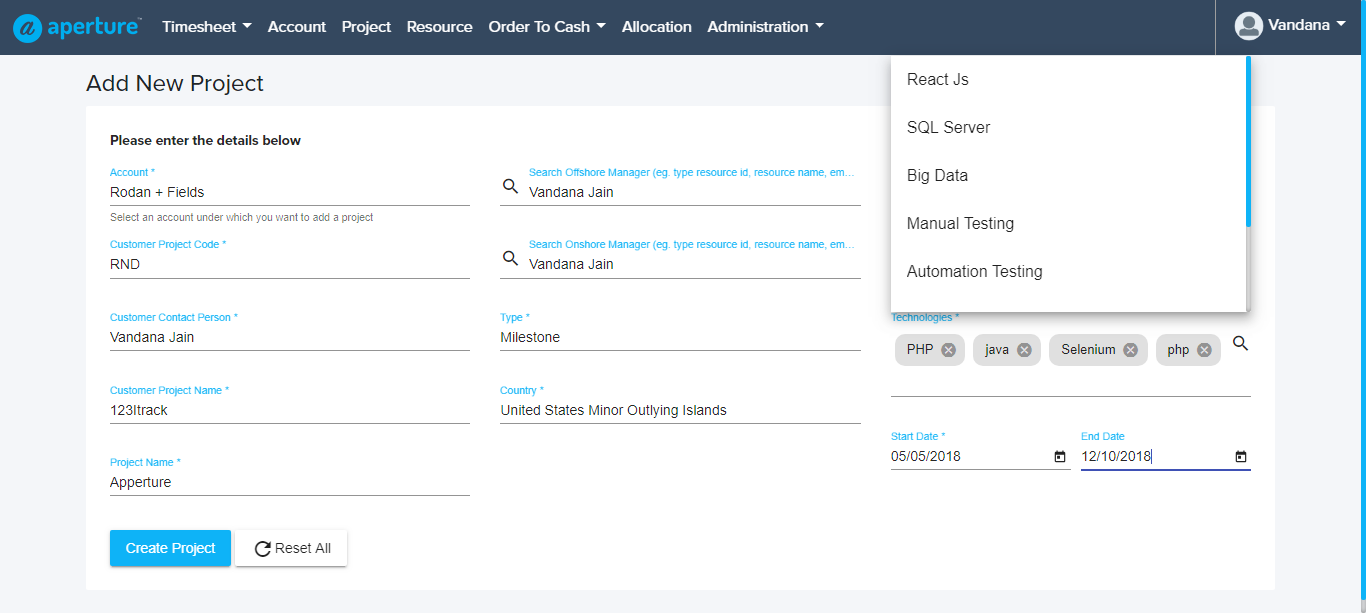 aperture™ Timesheet Account Project Resource Order To Cash Allocation Administration Vandana
Add New Project
Please enter the details below
Account *
Rodan + Fields
Select an account under which you want to add a project
Customer Project Code *
RND
Customer Contact Person *
Vandana Jain
Customer Project Name *
123Itrack
Project Name *
Apperture
Search Offshore Manager (eg. type resource id, resource name, em...
Vandana Jain
Search Onshore Manager (eg. type resource id, resource name, em...
Vandana Jain
Type *
Milestone
Country *
United States Minor Outlying Islands
React Js
SQL Server
Big Data
Manual Testing
Automation Testing
Technologies *
PHP java Selenium php
Start Date * End Date
05/05/2018 12/10/2018
Create Project Reset All